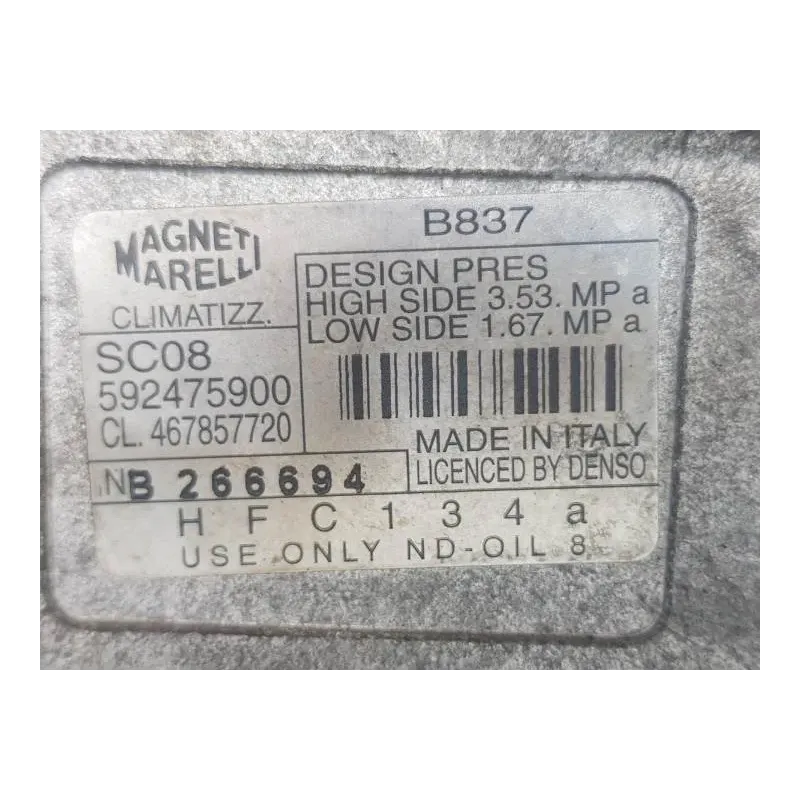 B837
MAGNETI
MARELLI
CLIMATIZZ.
DESIGN PRES
HIGH SIDE 3.53. MP a
LOW SIDE 1.67. MP a
SC08
592475900
CL. 467857720
MADE IN ITALY
LICENCED BY DENSO
.NB 266694
H F C 1 3 4 a
USE ONLY ND-OIL 8